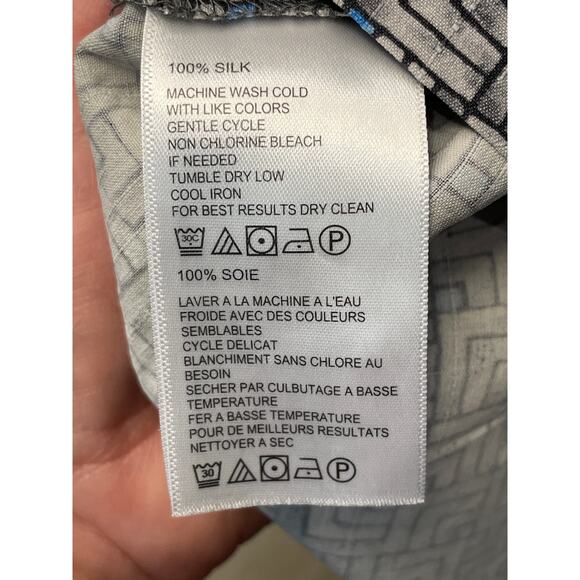 100% SILK
MACHINE WASH COLD
WITH LIKE COLORS
GENTLE CYCLE
NON CHLORINE BLEACH
IF NEEDED
TUMBLE DRY LOW
COOL IRON
FOR BEST RESULTS DRY CLEAN
30C P
100% SOIE
LAVER A LA MACHINE A L'EAU
FROIDE AVEC DES COULEURS
SEMBLABLES
CYCLE DELICAT
BLANCHIMENT SANS CHLORE AU
BESOIN
SECHER PAR CULBUTAGE A BASSE
TEMPERATURE
FER A BASSE TEMPERATURE
POUR DE MEILLEURS RESULTATS
NETTOYER A SEC
30 P